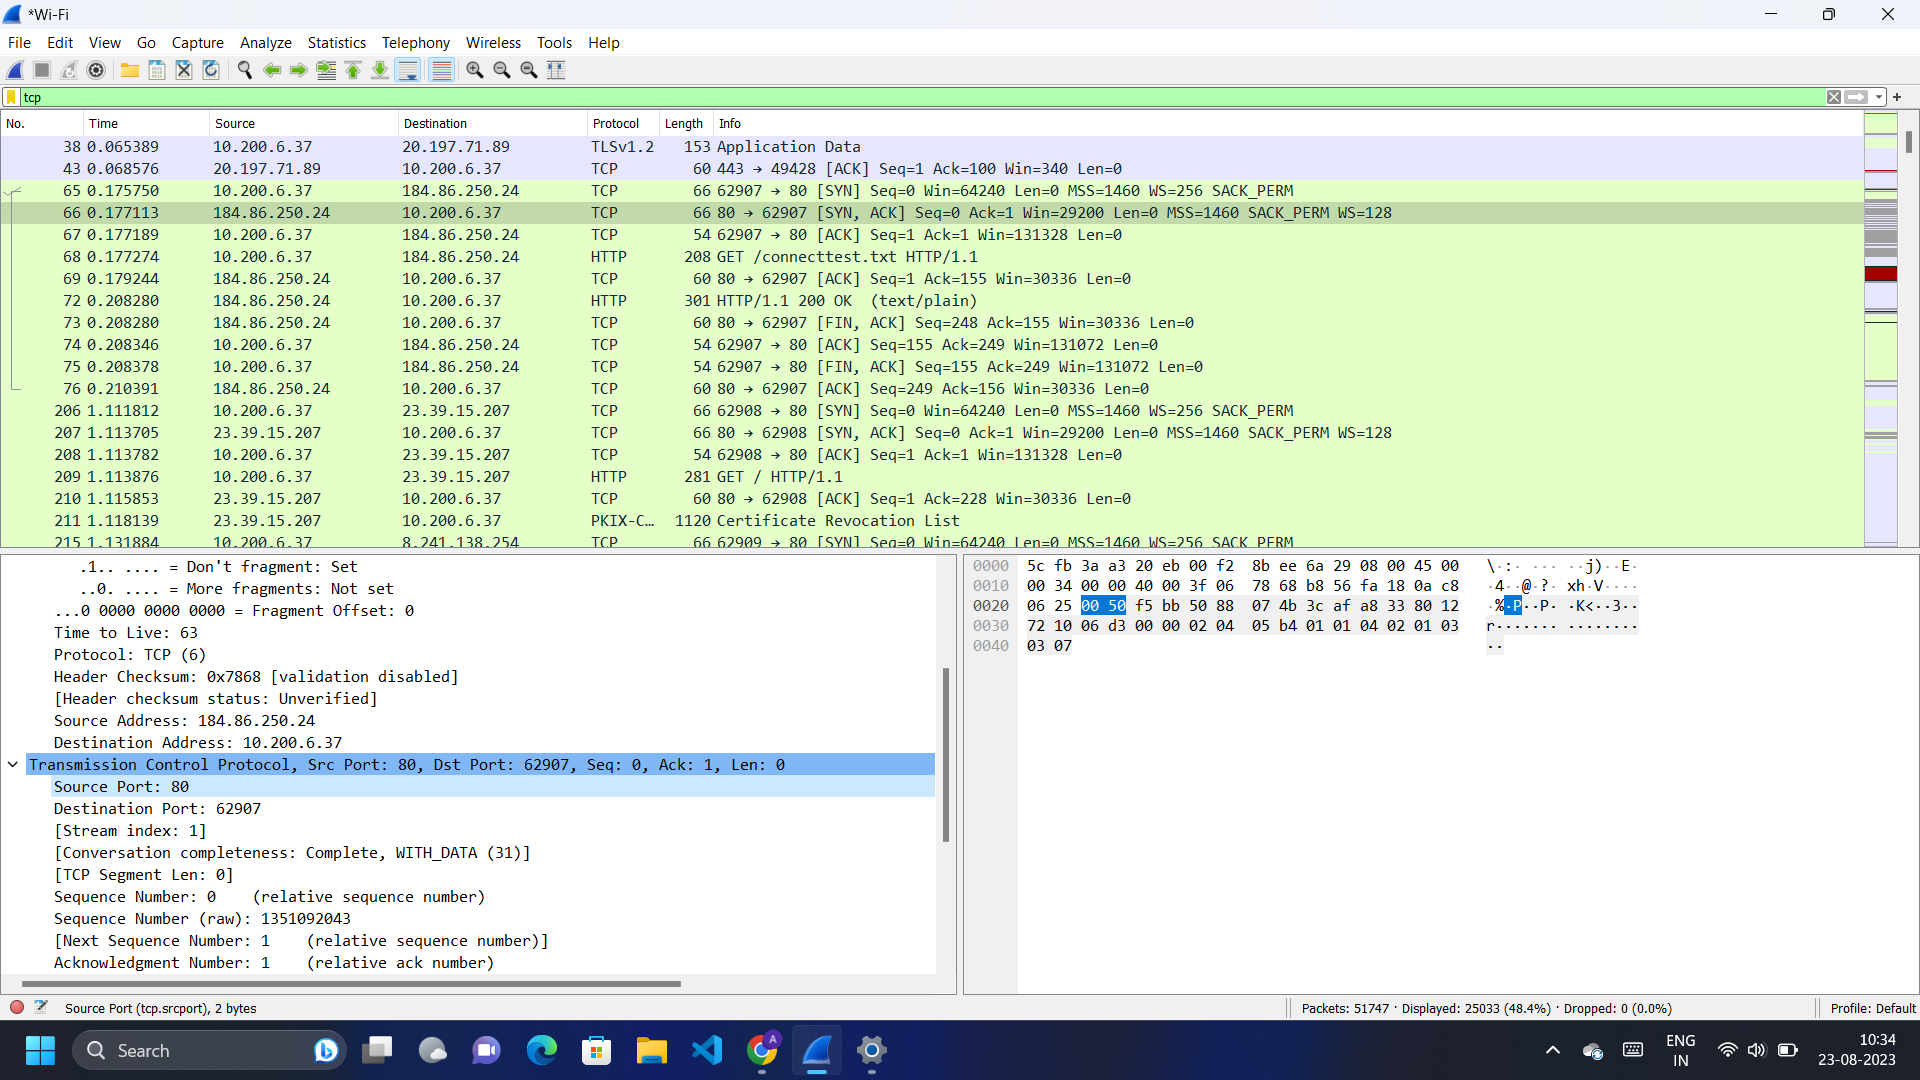 *Wi-Fi
File Edit View Go Capture Analyze Statistics Telephony Wireless Tools Help
tcp
No. Time Source Destination Protocol Length Info
38 0.065389 10.200.6.37 20.197.71.89 TLSv1.2 153 Application Data
43 0.068576 20.197.71.89 10.200.6.37 TCP 60 443 → 49428 [ACK] Seq=1 Ack=100 Win=340 Len=0
65 0.175750 10.200.6.37 184.86.250.24 TCP 66 62907 → 80 [SYN] Seq=0 Win=64240 Len=0 MSS=1460 WS=256 SACK_PERM
66 0.177113 184.86.250.24 10.200.6.37 TCP 66 80 → 62907 [SYN, ACK] Seq=0 Ack=1 Win=29200 Len=0 MSS=1460 SACK_PERM WS=128
67 0.177189 10.200.6.37 184.86.250.24 TCP 54 62907 → 80 [ACK] Seq=1 Ack=1 Win=131328 Len=0
68 0.177274 10.200.6.37 184.86.250.24 HTTP 208 GET /connecttest.txt HTTP/1.1
69 0.179244 184.86.250.24 10.200.6.37 TCP 60 80 → 62907 [ACK] Seq=1 Ack=155 Win=30336 Len=0
72 0.208280 184.86.250.24 10.200.6.37 HTTP 301 HTTP/1.1 200 OK (text/plain)
73 0.208280 184.86.250.24 10.200.6.37 TCP 60 80 → 62907 [FIN, ACK] Seq=248 Ack=155 Win=30336 Len=0
74 0.208346 10.200.6.37 184.86.250.24 TCP 54 62907 → 80 [ACK] Seq=155 Ack=249 Win=131072 Len=0
75 0.208378 10.200.6.37 184.86.250.24 TCP 54 62907 → 80 [FIN, ACK] Seq=155 Ack=249 Win=131072 Len=0
76 0.210391 184.86.250.24 10.200.6.37 TCP 60 80 → 62907 [ACK] Seq=249 Ack=156 Win=30336 Len=0
206 1.111812 10.200.6.37 23.39.15.207 TCP 66 62908 → 80 [SYN] Seq=0 Win=64240 Len=0 MSS=1460 WS=256 SACK_PERM
207 1.113705 23.39.15.207 10.200.6.37 TCP 66 80 → 62908 [SYN, ACK] Seq=0 Ack=1 Win=29200 Len=0 MSS=1460 SACK_PERM WS=128
208 1.113782 10.200.6.37 23.39.15.207 TCP 54 62908 → 80 [ACK] Seq=1 Ack=1 Win=131328 Len=0
209 1.113876 10.200.6.37 23.39.15.207 HTTP 281 GET / HTTP/1.1
210 1.115853 23.39.15.207 10.200.6.37 TCP 60 80 → 62908 [ACK] Seq=1 Ack=228 Win=30336 Len=0
211 1.118139 23.39.15.207 10.200.6.37 PKIX-C… 1120 Certificate Revocation List
215 1.131884 10.200.6.37 8.241.138.254 TCP 66 62909 → 80 [SYN] Seq=0 Win=64240 Len=0 MSS=1460 WS=256 SACK_PERM
.1.. .... = Don't fragment: Set
..0. .... = More fragments: Not set
...0 0000 0000 0000 = Fragment Offset: 0
Time to Live: 63
Protocol: TCP (6)
Header Checksum: 0x7868 [validation disabled]
[Header checksum status: Unverified]
Source Address: 184.86.250.24
Destination Address: 10.200.6.37
Transmission Control Protocol, Src Port: 80, Dst Port: 62907, Seq: 0, Ack: 1, Len: 0
Source Port: 80
Destination Port: 62907
[Stream index: 1]
[Conversation completeness: Complete, WITH_DATA (31)]
[TCP Segment Len: 0]
Sequence Number: 0 (relative sequence number)
Sequence Number (raw): 1351092043
[Next Sequence Number: 1 (relative sequence number)]
Acknowledgment Number: 1 (relative ack number)
0000 5c fb 3a a3 20 eb 00 f2 8b ee 6a 29 08 00 45 00 \·:· ··· ··j)··E·
0010 00 34 00 00 40 00 3f 06 78 68 b8 56 fa 18 0a c8 ·4··@·?· xh·V····
0020 06 25 00 50 f5 bb 50 88 07 4b 3c af a8 33 80 12 ·%·P··P· ·K<··3··
0030 72 10 06 d3 00 00 02 04 05 b4 01 01 04 02 01 03 r······· ········
0040 03 07 ··
Source Port (tcp.srcport), 2 bytes
Packets: 51747 · Displayed: 25033 (48.4%) · Dropped: 0 (0.0%)
Profile: Default
Search
A
ENG
IN
10:34
23-08-2023